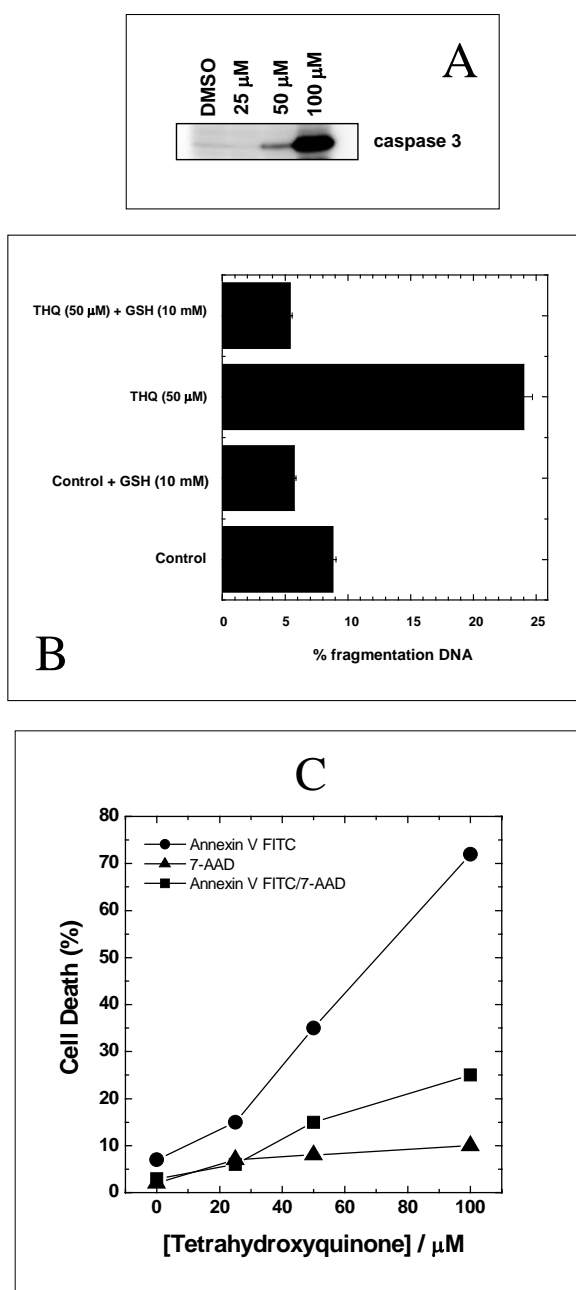 A
DMSO
25 µM
50 µM
100 µM
caspase 3
THQ (50 µM) + GSH (10 mM)
THQ (50 µM)
Control + GSH (10 mM)
Control
0 5 10 15 20 25
% fragmentation DNA
B
C
80
70
60
50
40
30
20
10
0
Annexin V FITC
7-AAD
Annexin V FITC/7-AAD
Cell Death (%)
0 20 40 60 80 100
[Tetrahydroxyquinone] / µM